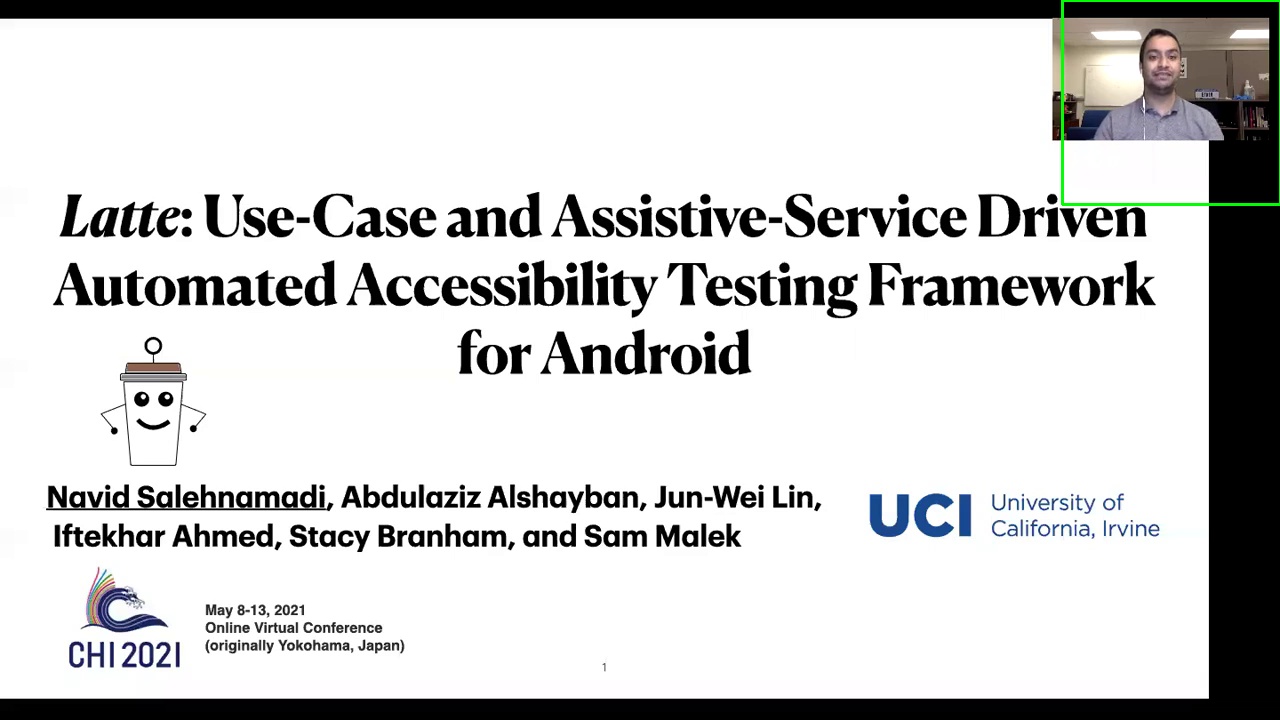 Latte: Use-Case and Assistive-Service Driven
Automated Accessibility Testing Framework
for Android
Navid Salehnamadi, Abdulaziz Alshayban, Jun-Wei Lin,
Iftekhar Ahmed, Stacy Branham, and Sam Malek
UCI University of
California, Irvine
May 8-13, 2021
Online Virtual Conference
(originally Yokohama, Japan)
CHI 2021
1